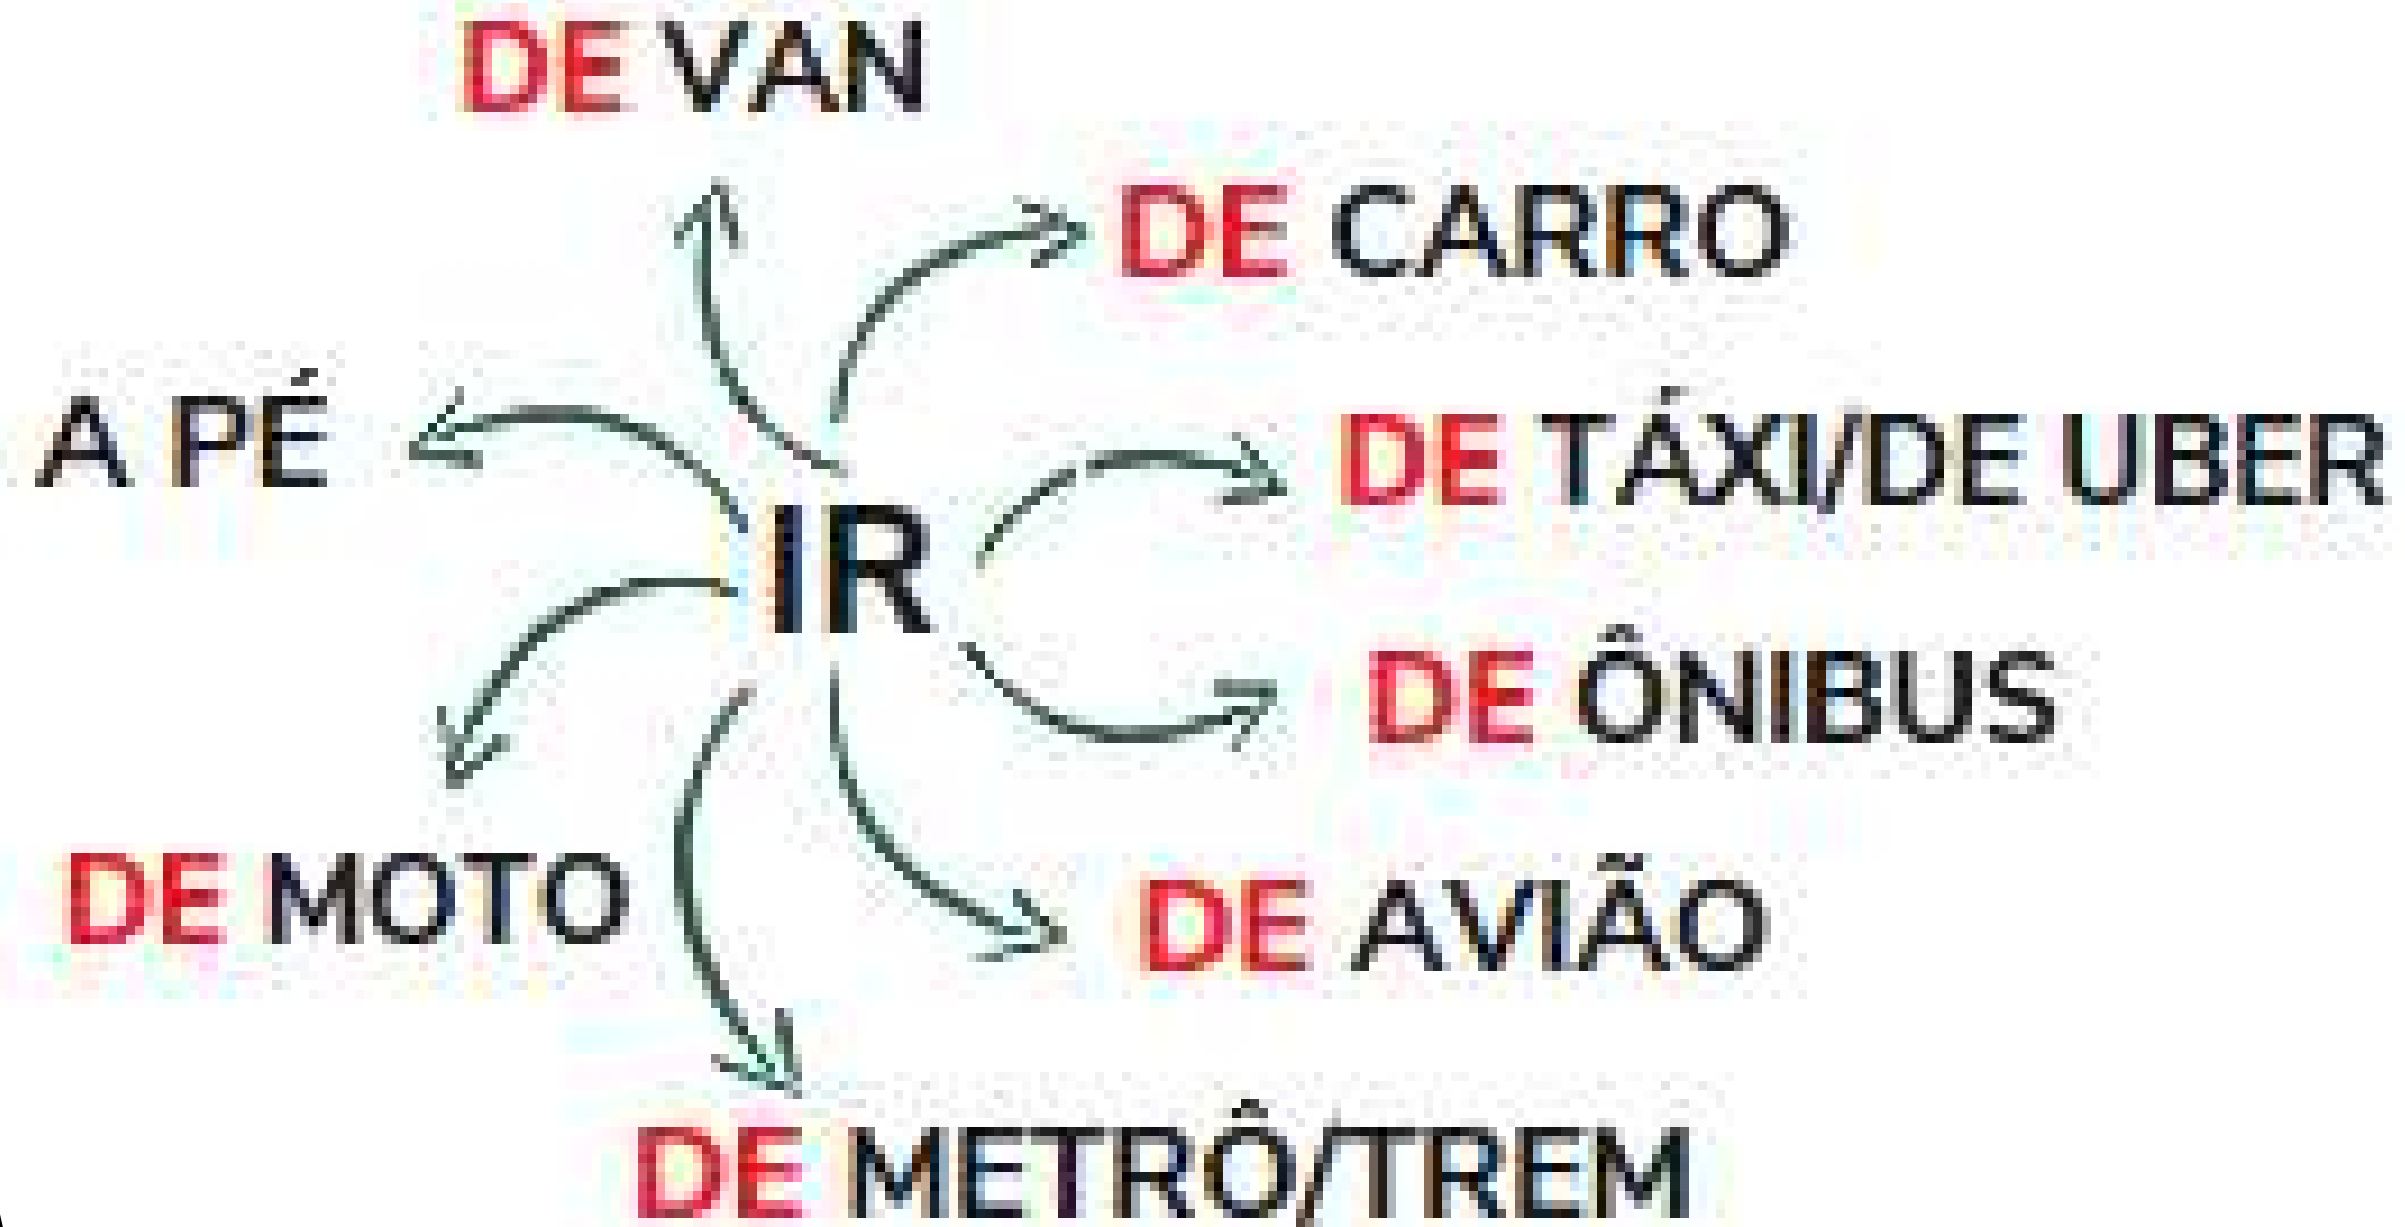 DE VAN
DE CARRO
A PÉ
DE TÁXI/DE UBER
IR
DE ÔNIBUS
DE MOTO
DE AVIÃO
DE METRÔ/TREM